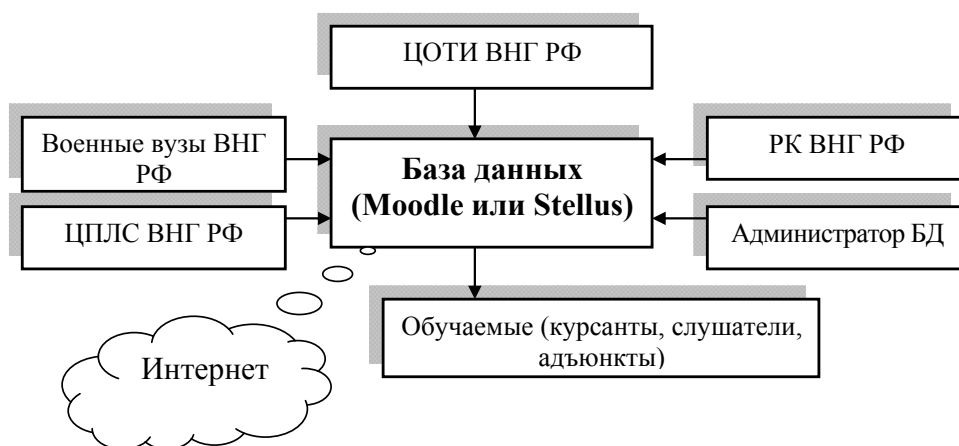 ЦОТИ ВНГ РФ
Военные вузы ВНГ
РФ
ЦПЛС ВНГ РФ
База данных
(Moodle или Stellus)
РК ВНГ РФ
Администратор БД
Обучаемые (курсанты, слушатели,
адъюнкты)
Интернет